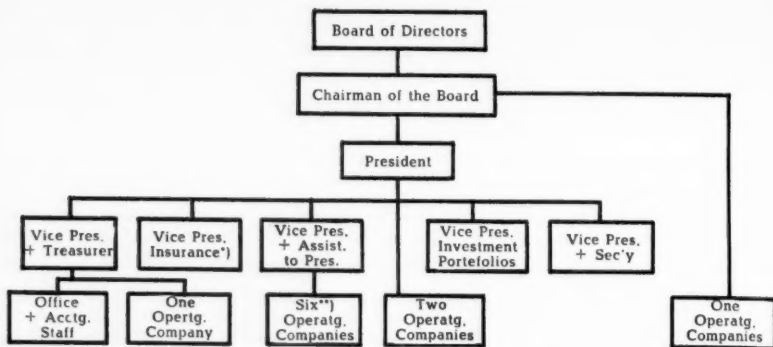 Board of Directors
Chairman of the Board
President
Vice Pres.
+ Treasurer
Vice Pres.
Insurance*)
Vice Pres.
+ Assist.
to Pres.
Vice Pres.
Investment
Portefolios
Vice Pres.
+ Sec'y
Office
+ Acctg.
Staff
One
Opertg.
Company
Six**)
Operatg.
Companies
Two
Operatg.
Companies
One
Operatg.
Companies